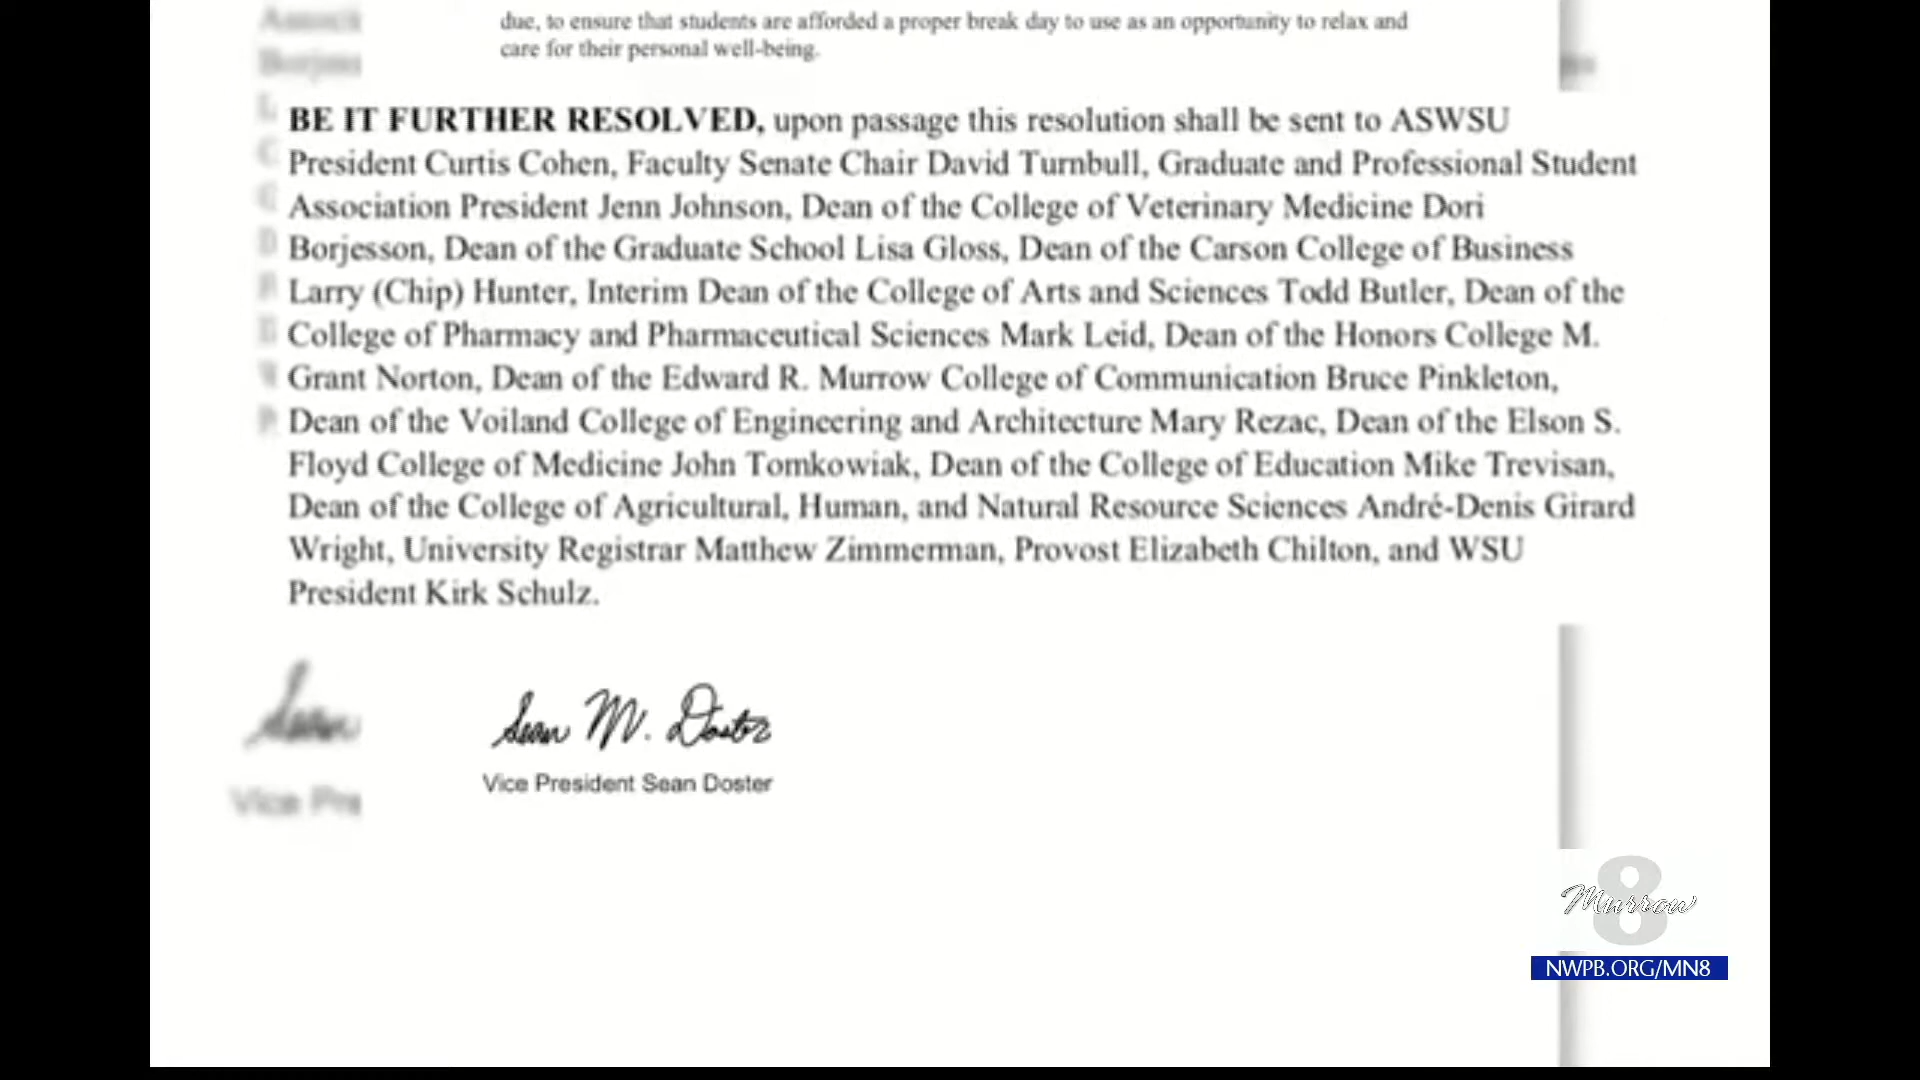 due, to ensure that students are afforded a proper break day to use as an opportunity to relax and
care for their personal well-being.
BE IT FURTHER RESOLVED, upon passage this resolution shall be sent to ASWSU
President Curtis Cohen, Faculty Senate Chair David Turnbull, Graduate and Professional Student
Association President Jenn Johnson, Dean of the College of Veterinary Medicine Dori
Borjesson, Dean of the Graduate School Lisa Gloss, Dean of the Carson College of Business
Larry (Chip) Hunter, Interim Dean of the College of Arts and Sciences Todd Butler, Dean of the
College of Pharmacy and Pharmaceutical Sciences Mark Leid, Dean of the Honors College M.
Grant Norton, Dean of the Edward R. Murrow College of Communication Bruce Pinkleton,
Dean of the Voiland College of Engineering and Architecture Mary Rezac, Dean of the Elson S.
Floyd College of Medicine John Tomkowiak, Dean of the College of Education Mike Trevisan,
Dean of the College of Agricultural, Human, and Natural Resource Sciences André-Denis Girard
Wright, University Registrar Matthew Zimmerman, Provost Elizabeth Chilton, and WSU
President Kirk Schulz.
Sean M. Doster
Vice President Sean Doster
Murrow 8
NWPB.ORG/MN8